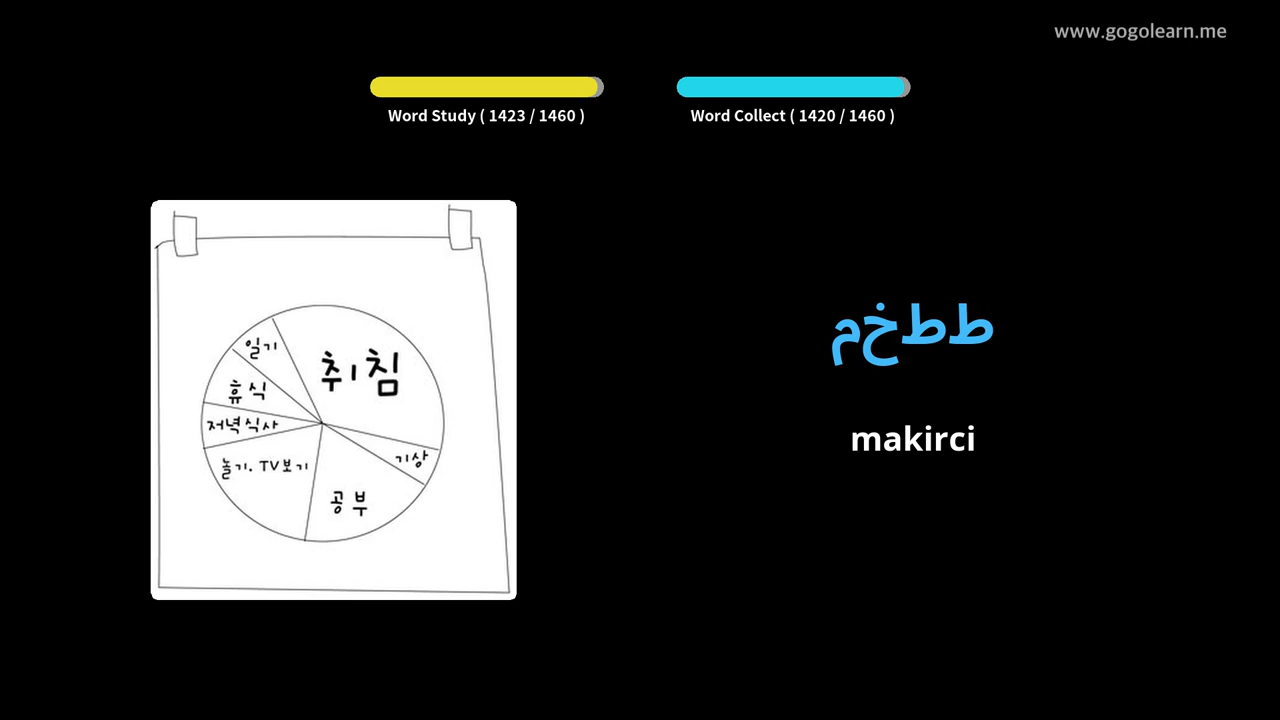 www.gogolearn.me
Word Study ( 1423 / 1460 )
Word Collect ( 1420 / 1460 )
일기
취침
휴식
저녁식사
기상
놀기. TV보기
공부
ططخم
makirci